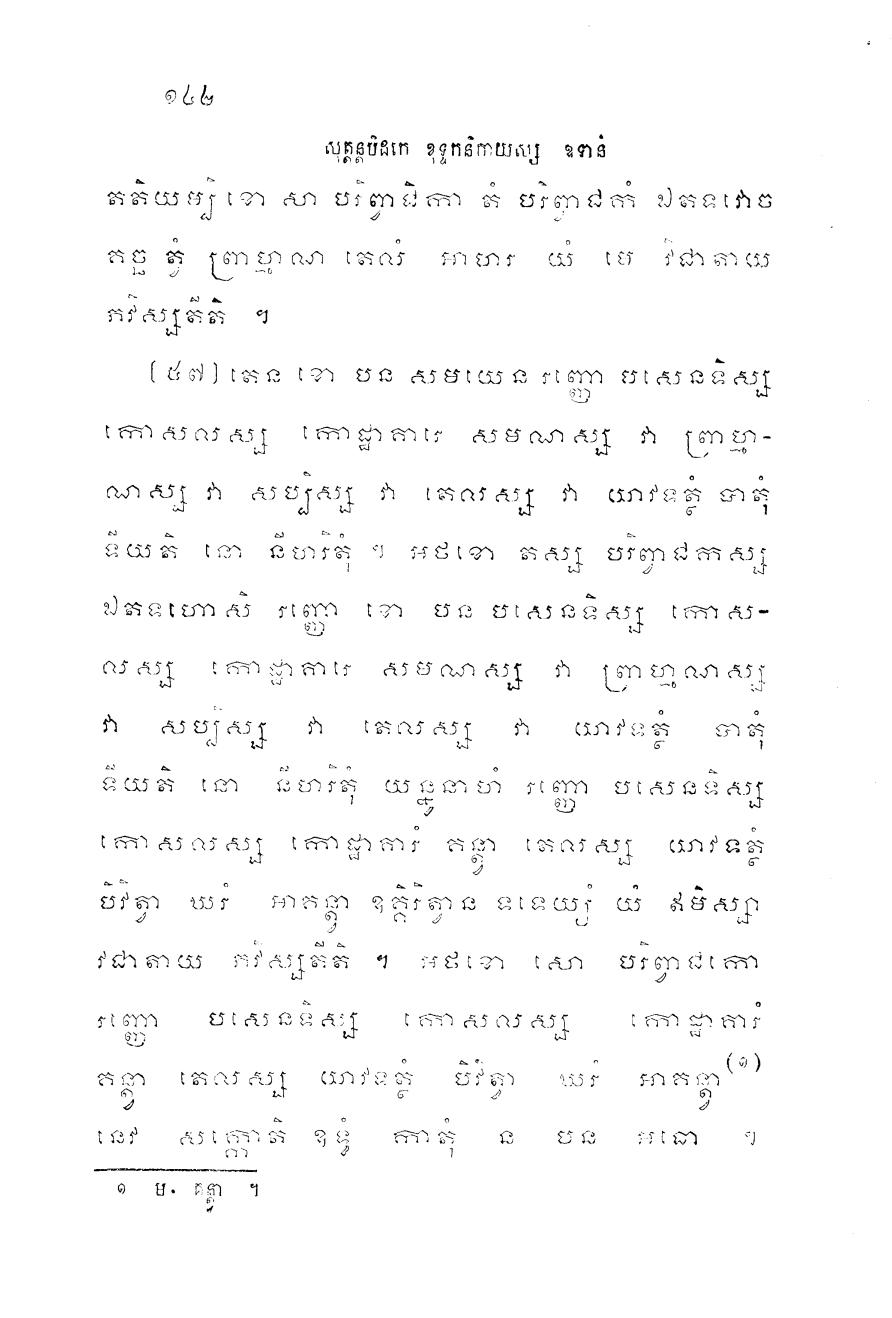 ១៤២
សុត្តន្តបិដកេ ខុទ្ទកនិកាយស្ស ឧទានំ
តតិយម្បិ ខោ សា បរិព្វាជិកា តំ បរិព្វាជកំ ឯតទវោច
គច្ឆ ត្វំ ព្រាហ្មណ តេលំ អាហរ យំ មេ វិជាតាយ
ភវិស្សតីតិ ។
(៥៧) តេន ខោ បន សមយេន រញ្ញោ បសេនទិស្ស
កោសលស្ស កោដ្ឋាគារេ សមណស្ស វា ព្រាហ្ម-
ណស្ស វា សប្បិស្ស វា តេលស្ស វា យាវទត្ថំ ទាតុំ
ទីយតិ នោ នីហរិតុំ ។ អថខោ តស្ស បរិព្វាជកស្ស
ឯតទហោសិ រញ្ញោ ខោ បន បសេនទិស្ស កោស-
លស្ស កោដ្ឋាគារេ សមណស្ស វា ព្រាហ្មណស្ស
វា សប្បិស្ស វា តេលស្ស វា យាវទត្ថំ ទាតុំ
ទីយតិ នោ នីហរិតុំ យន្នូនាហំ រញ្ញោ បសេនទិស្ស
កោសលស្ស កោដ្ឋាគារំ គន្ត្វា តេលស្ស យាវទត្ថំ
បិវិត្វា ឃរំ អាគន្ត្វា ឧគ្គិរិត្វាន ទទេយ្យំ យំ ឥមិស្សា
វិជាតាយ ភវិស្សតីតិ ។ អថខោ សោ បរិព្វាជកោ
រញ្ញោ បសេនទិស្ស កោសលស្ស កោដ្ឋាគារំ
គន្ត្វា តេលស្ស យាវទត្ថំ បិវិត្វា ឃរំ អាគន្ត្វា(១)
នេវ សក្កោតិ ឧទ្ធំ កាតុំ ន បន អធោ ។
១ ម. គន្ត្វា ។